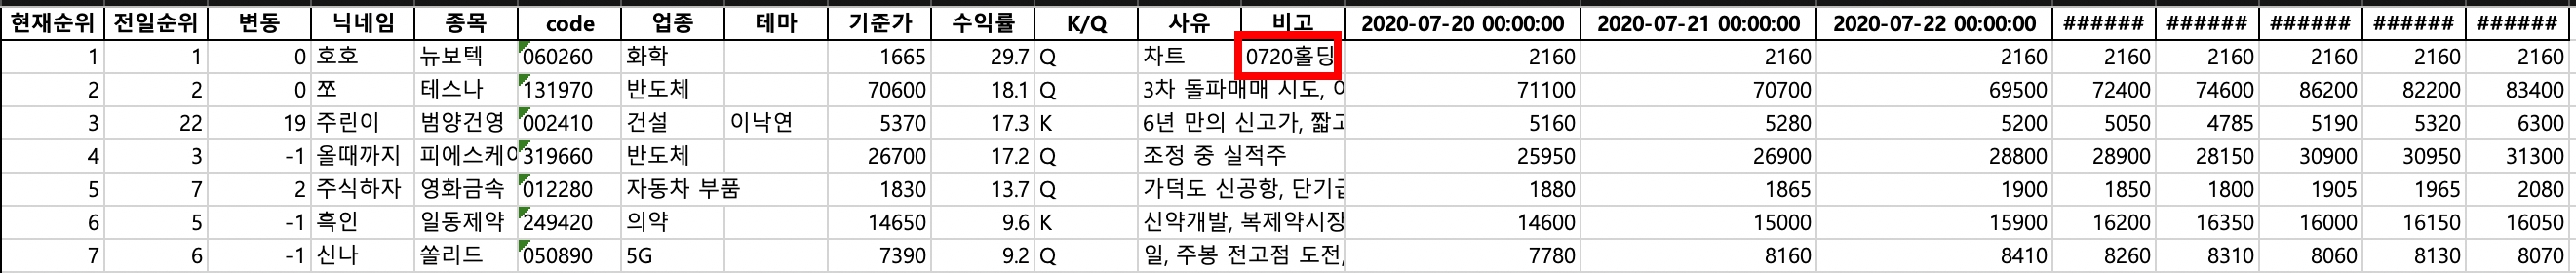 현재순위 전일순위 변동 닉네임 종목 code 업종 테마 기준가 수익률 K/Q 사유 비고 2020-07-20 00:00:00 2020-07-21 00:00:00 2020-07-22 00:00:00 ###### ###### ###### ###### ######
1 1 0 호호 뉴보텍 060260 화학 1665 29.7 Q 차트 0720홀딩 2160 2160 2160 2160 2160 2160 2160 2160
2 2 0 쪼 테스나 131970 반도체 70600 18.1 Q 3차 돌파매매 시도, 71100 70700 69500 72400 74600 86200 82200 83400
3 22 19 주린이 범양건영 002410 건설 이낙연 5370 17.3 K 6년 만의 신고가, 짧고 5160 5280 5200 5050 4785 5190 5320 6300
4 3 -1 올때까지 피에스케이 319660 반도체 26700 17.2 Q 조정 중 실적주 25950 26900 28800 28900 28150 30900 30950 31300
5 7 2 주식하자 영화금속 012280 자동차 부품 1830 13.7 Q 가덕도 신공항, 단기급 1880 1865 1900 1850 1800 1905 1965 2080
6 5 -1 흑인 일동제약 249420 의약 14650 9.6 K 신약개발, 복제약시장 14600 15000 15900 16200 16350 16000 16150 16050
7 6 -1 신나 쏠리드 050890 5G 7390 9.2 Q 일, 주봉 전고점 도전, 7780 8160 8410 8260 8310 8060 8130 8070